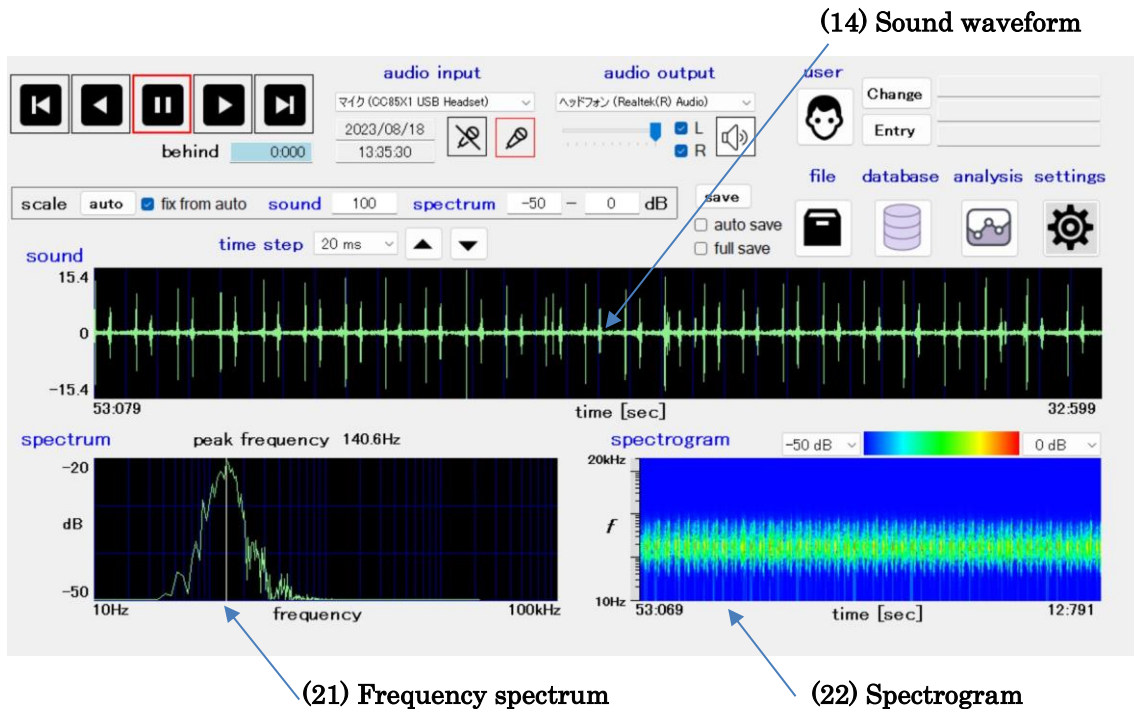 (14) Sound waveform
audio input
audio output
user
マイク (CC85X1 USB Headset)
ヘッドフォン (Realtek(R) Audio)
Change
2023/08/18
L
Entry
behind
0:000
13:35:30
R
file
database
analysis
settings
scale
auto
fix from auto
sound
100
spectrum
-50
-
0
dB
save
auto save
full save
time step
20 ms
sound
15.4
0
-15.4
53:079
time [sec]
32:599
spectrum
peak frequency 140.6Hz
spectrogram
-50 dB
0 dB
-20
dB
-50
10Hz
frequency
100kHz
20kHz
f
10Hz
53:069
time [sec]
12:791
(21) Frequency spectrum
(22) Spectrogram